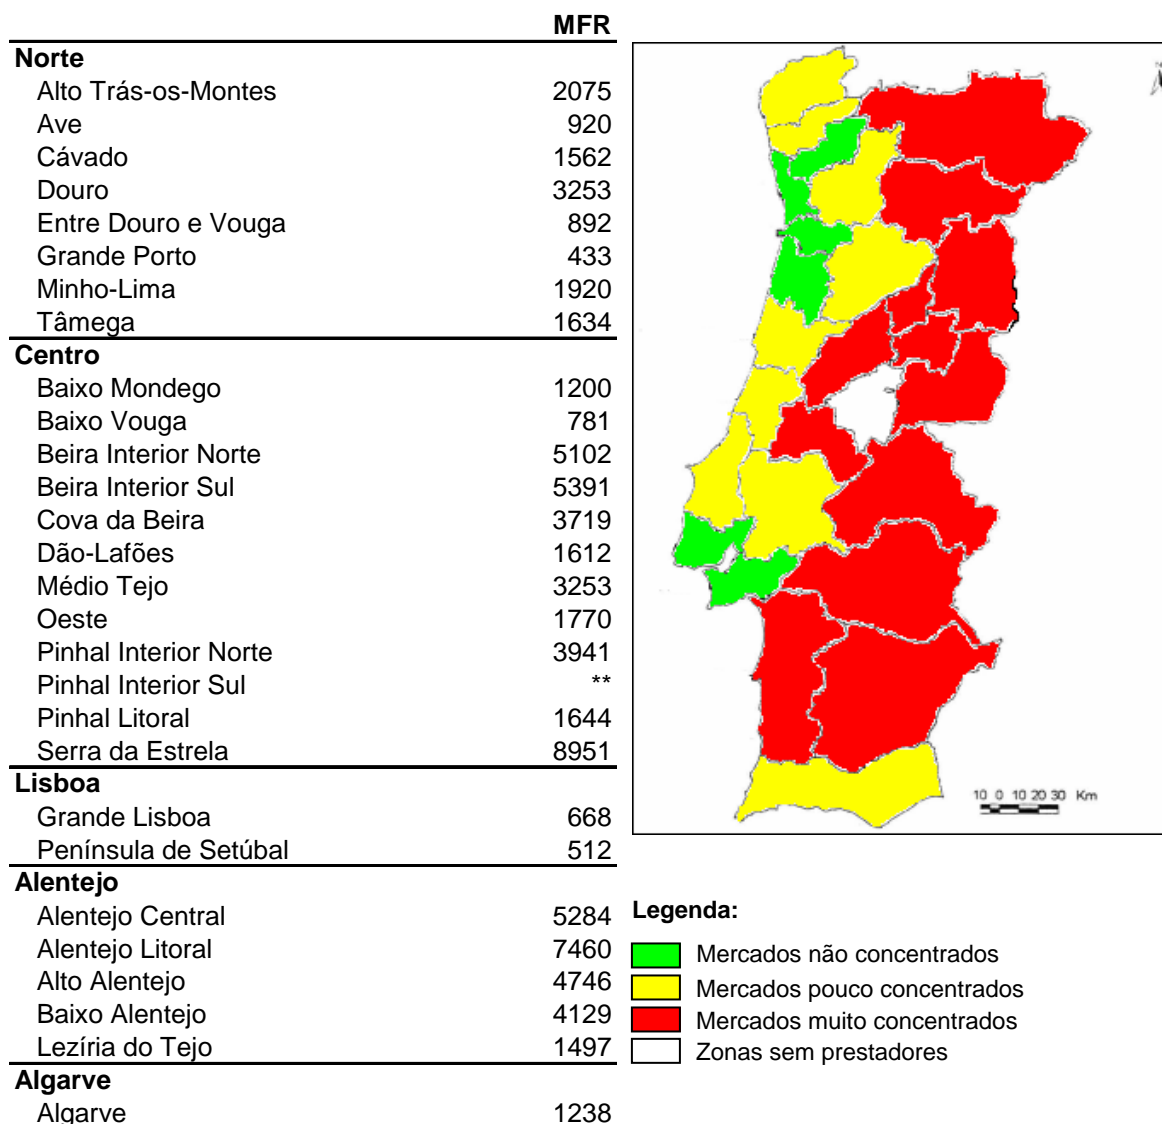 MFR
Norte
Alto Trás-os-Montes 2075
Ave 920
Cávado 1562
Douro 3253
Entre Douro e Vouga 892
Grande Porto 433
Minho-Lima 1920
Tâmega 1634
Centro
Baixo Mondego 1200
Baixo Vouga 781
Beira Interior Norte 5102
Beira Interior Sul 5391
Cova da Beira 3719
Dão-Lafões 1612
Médio Tejo 3253
Oeste 1770
Pinhal Interior Norte 3941
Pinhal Interior Sul **
Pinhal Litoral 1644
Serra da Estrela 8951
Lisboa
Grande Lisboa 668
Península de Setúbal 512
Alentejo
Alentejo Central 5284
Alentejo Litoral 7460
Alto Alentejo 4746
Baixo Alentejo 4129
Lezíria do Tejo 1497
Algarve
Algarve 1238
10 0 10 20 30 Km
Legenda:
Mercados não concentrados
Mercados pouco concentrados
Mercados muito concentrados
Zonas sem prestadores